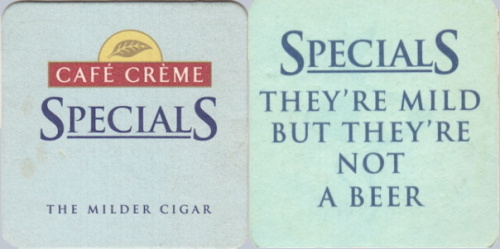 CAFÉ CRÈME
SPECIALS
THE MILDER CIGAR
SPECIALS
THEY'RE MILD
BUT THEY'RE
NOT
A BEER